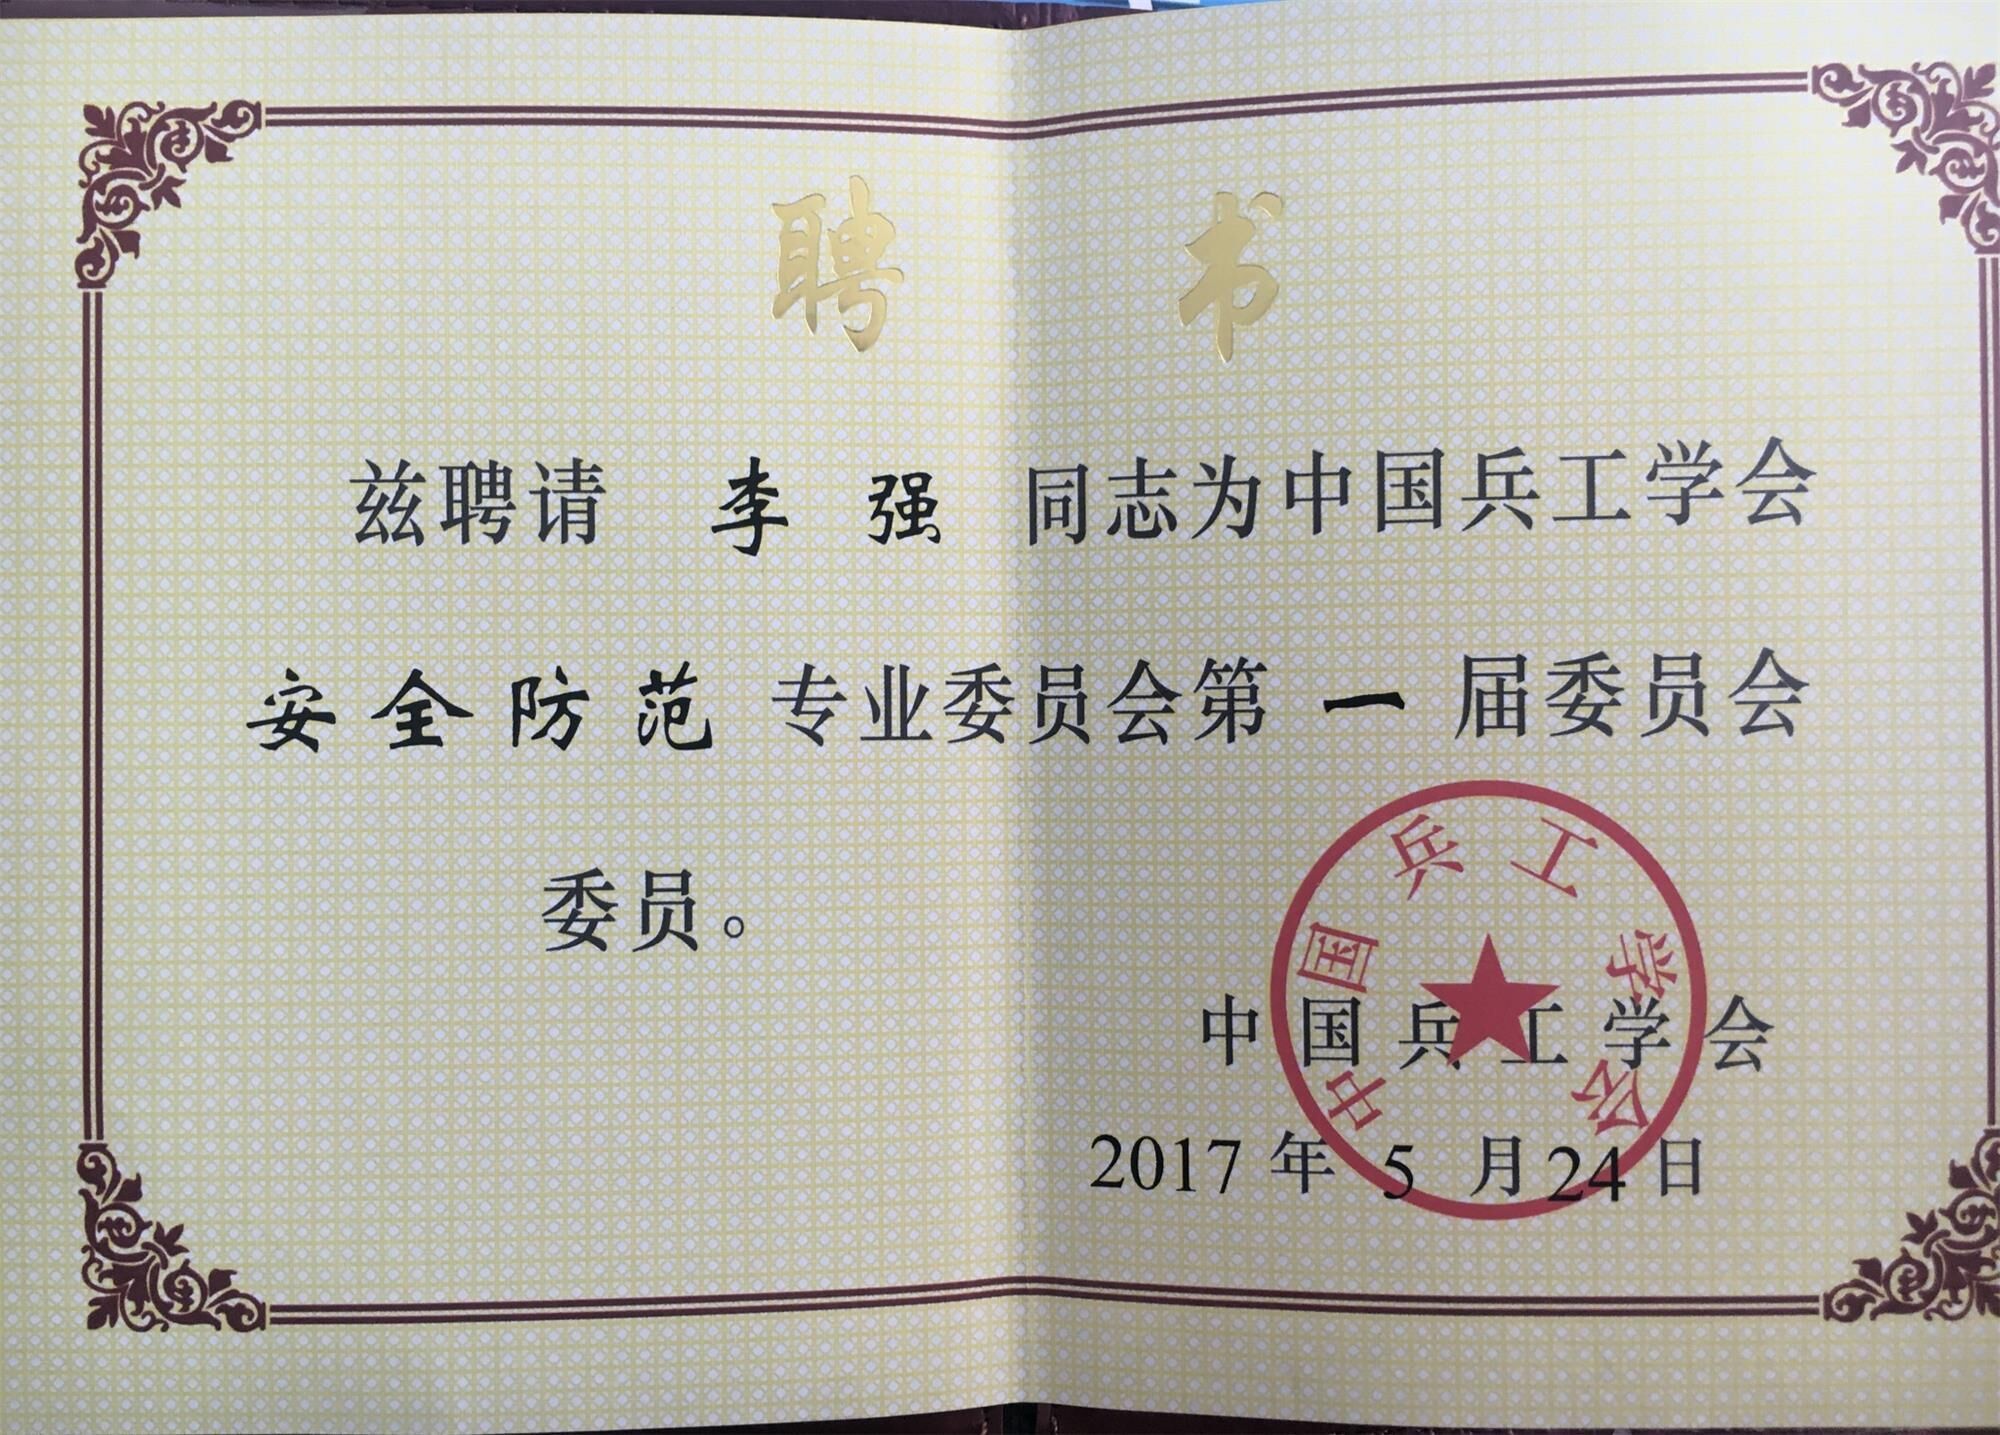 聘书
兹聘请 李强 同志为中国兵工学会
安全防范 专业委员会第 一 届委员会
委员。
中国兵工学会
中国兵工学会
2017 年 5 月 24 日